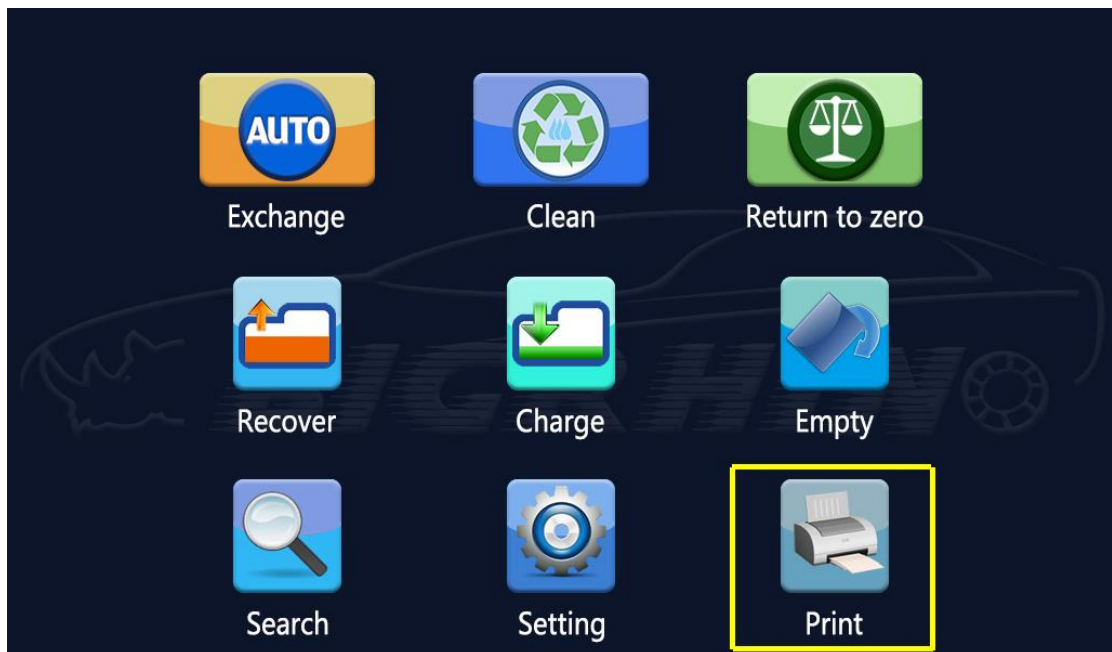 AUTO
Exchange
Clean
Return to zero
Recover
Charge
Empty
Search
Setting
Print